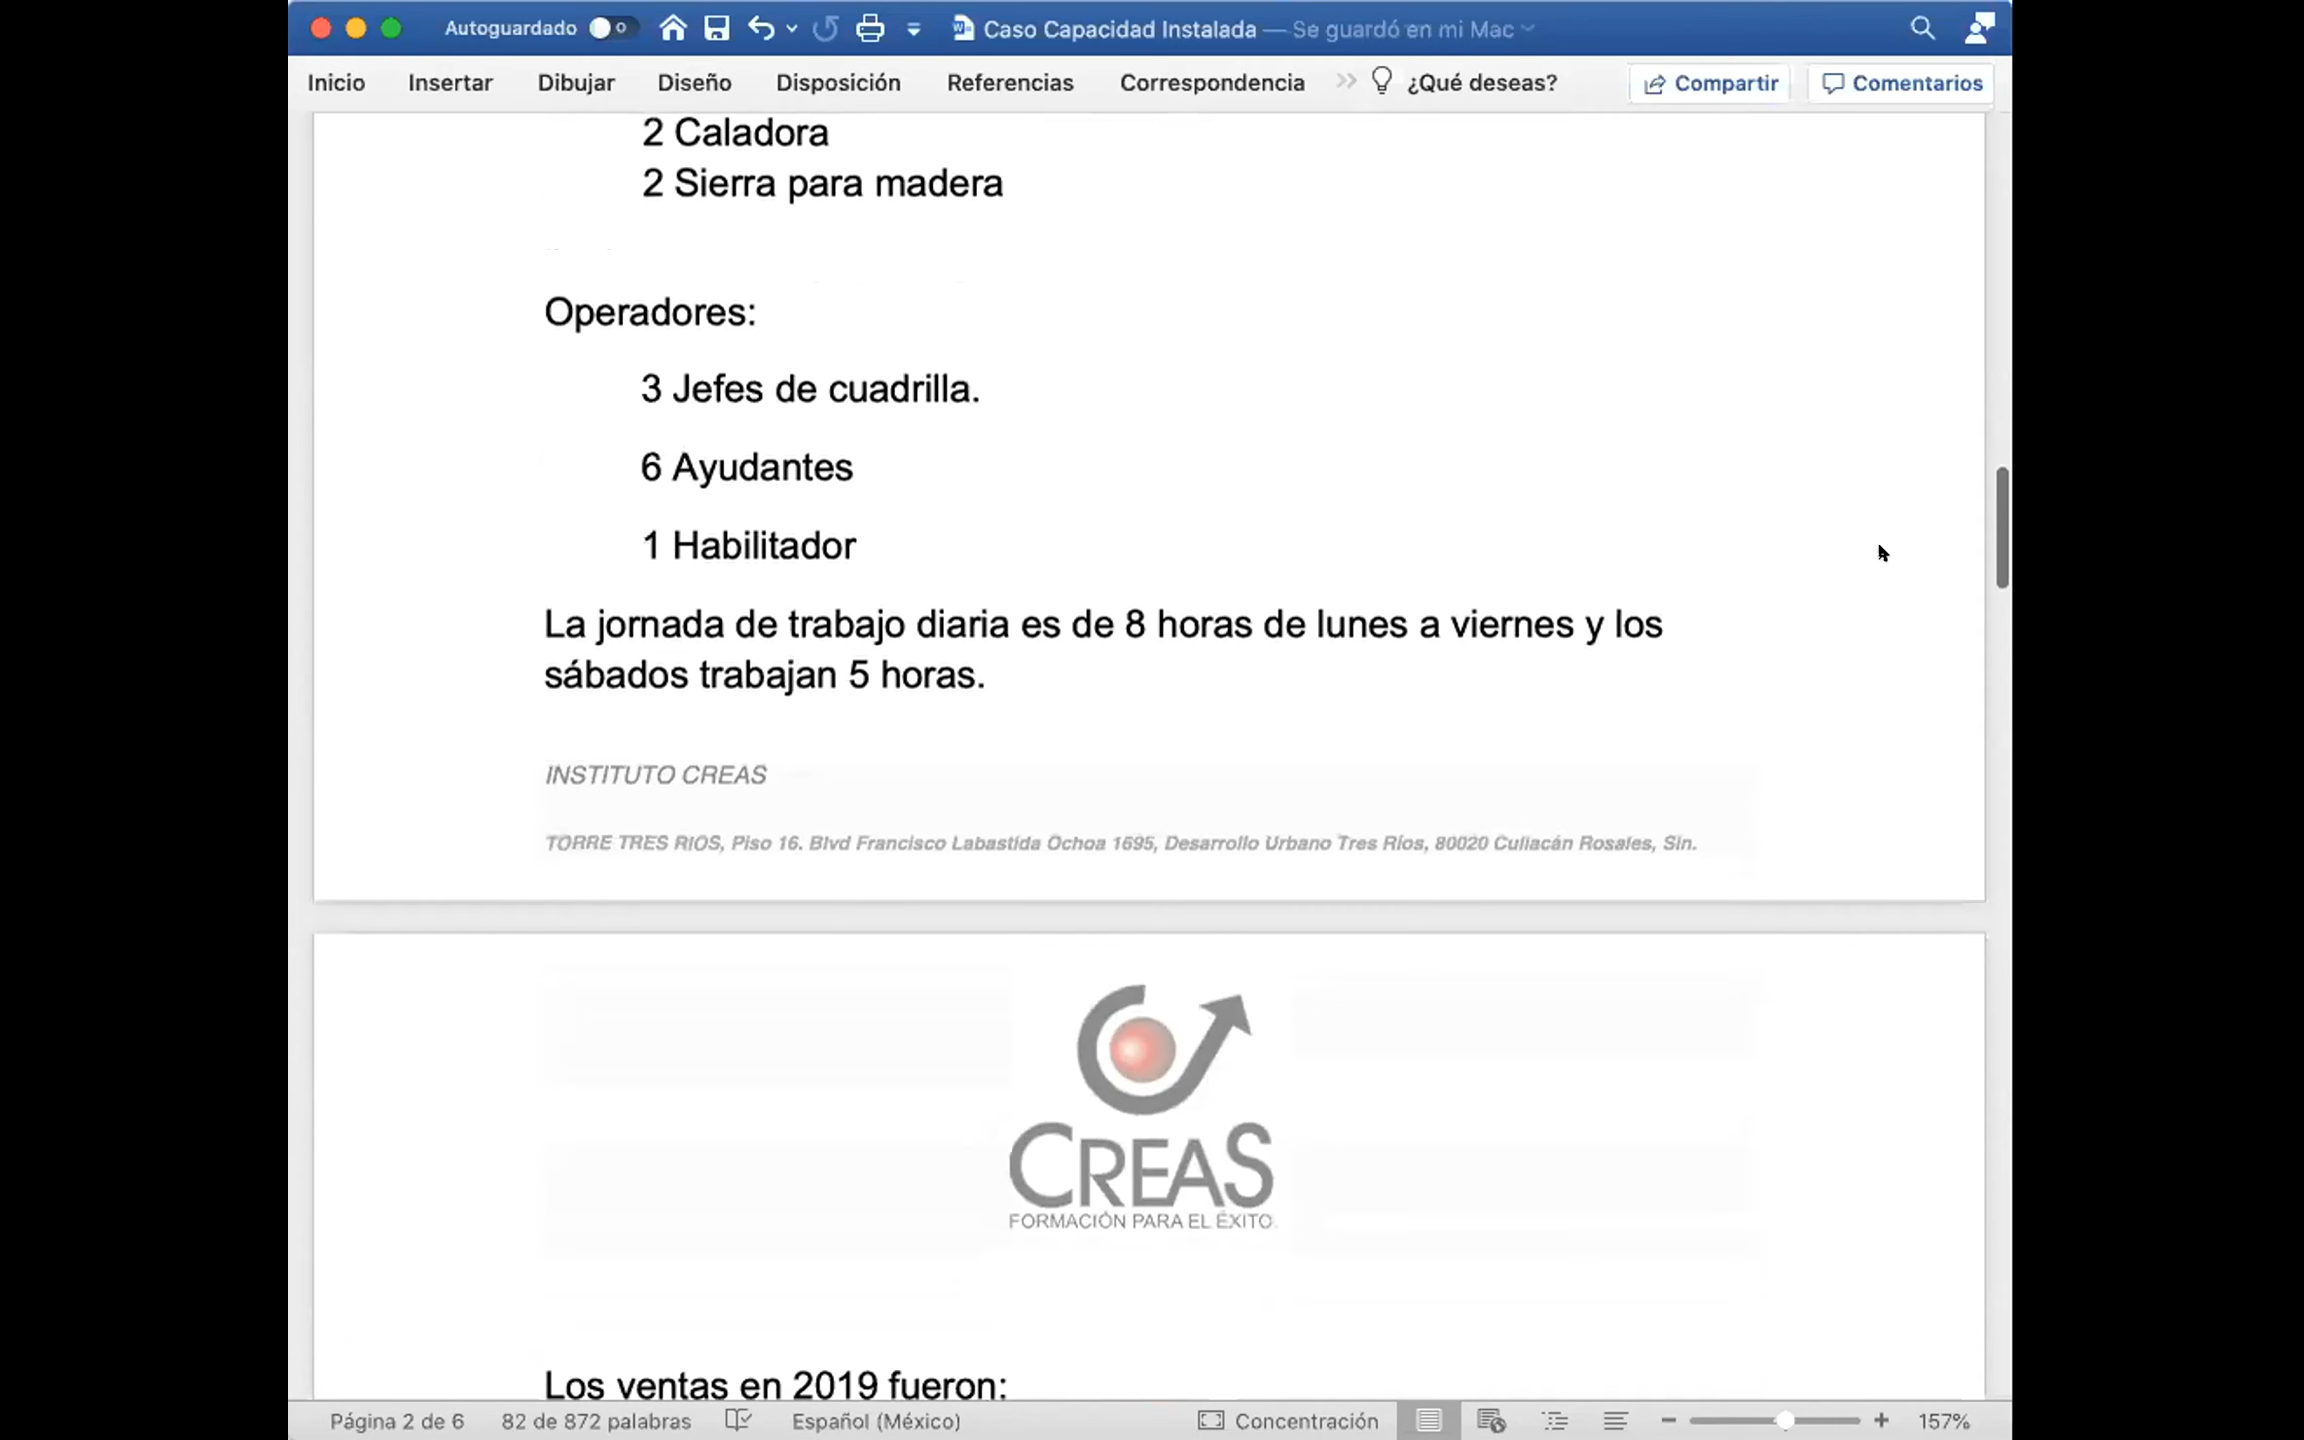 Autoguardado
Caso Capacidad Instalada — Se guardó en mi Mac
Inicio Insertar Dibujar Diseño Disposición Referencias Correspondencia ¿Qué deseas? Compartir Comentarios
2 Caladora
2 Sierra para madera
Operadores:
3 Jefes de cuadrilla.
6 Ayudantes
1 Habilitador
La jornada de trabajo diaria es de 8 horas de lunes a viernes y los
sábados trabajan 5 horas.
INSTITUTO CREAS
TORRE TRES RIOS, Piso 16. Blvd Francisco Labastida Ochoa 1695, Desarrollo Urbano Tres Ríos, 80020 Culiacán Rosales, Sin.
CREAS
FORMACIÓN PARA EL ÉXITO.
Los ventas en 2019 fueron:
Página 2 de 6 82 de 872 palabras Español (México) Concentración 157%